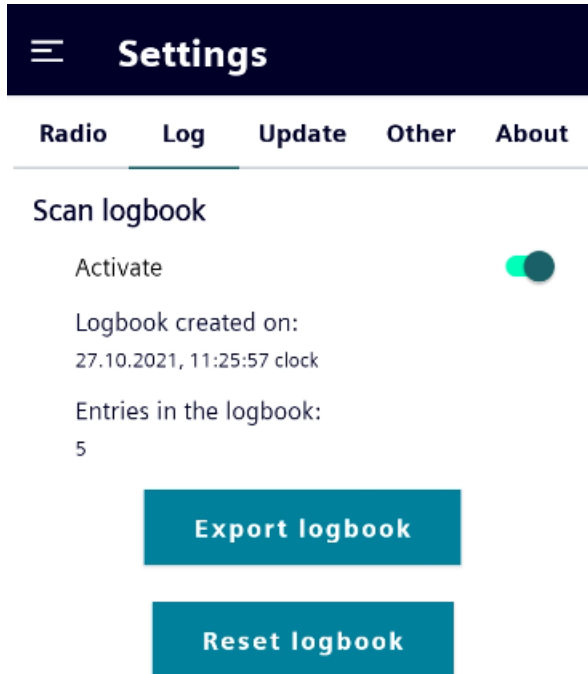 Settings
Radio Log Update Other About
Scan logbook
Activate
Logbook created on:
27.10.2021, 11:25:57 clock
Entries in the logbook:
5
Export logbook
Reset logbook